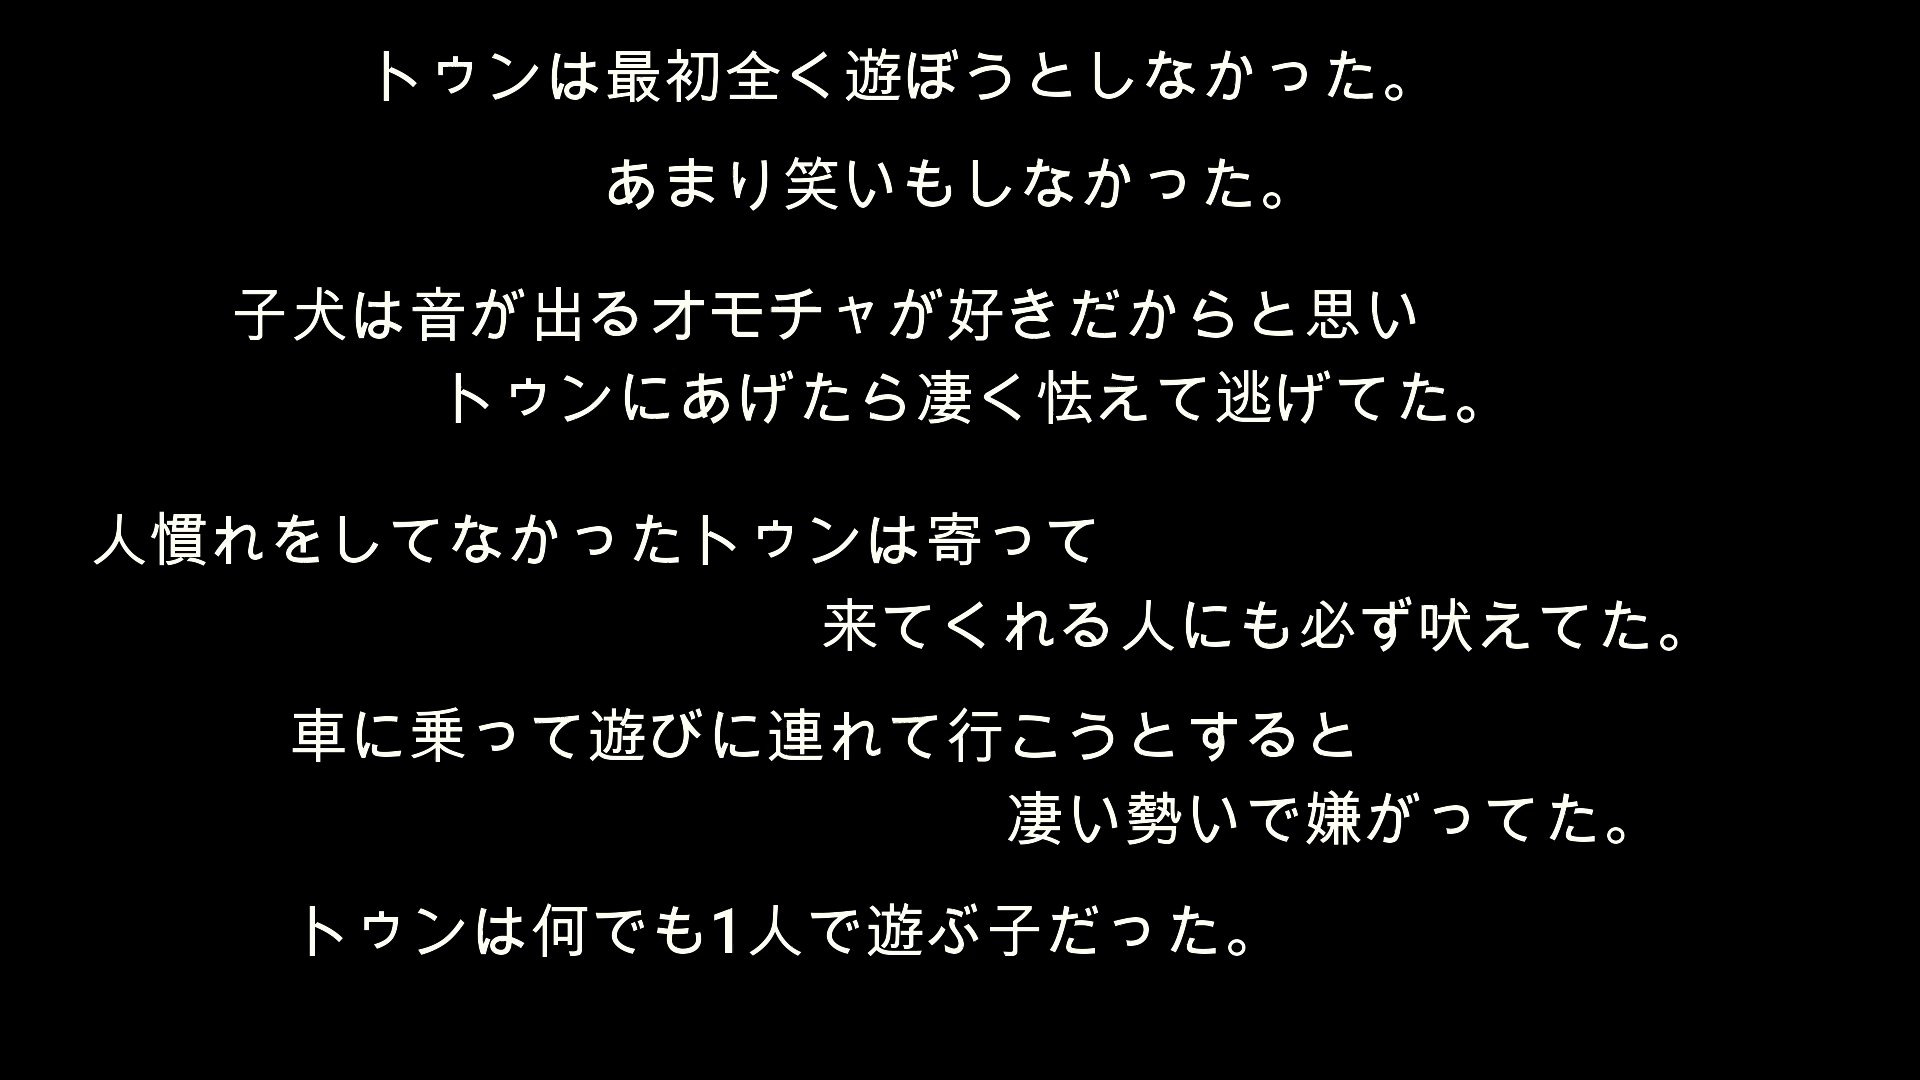 トゥンは最初全く遊ぼうとしなかった。
あまり笑いもしなかった。
子犬は音が出るオモチャが好きだからと思い
トゥンにあげたら凄く怯えて逃げてた。
人慣れをしてなかったトゥンは寄って
来てくれる人にも必ず吠えてた。
車に乗って遊びに連れて行こうとすると
凄い勢いで嫌がってた。
トゥンは何でも1人で遊ぶ子だった。